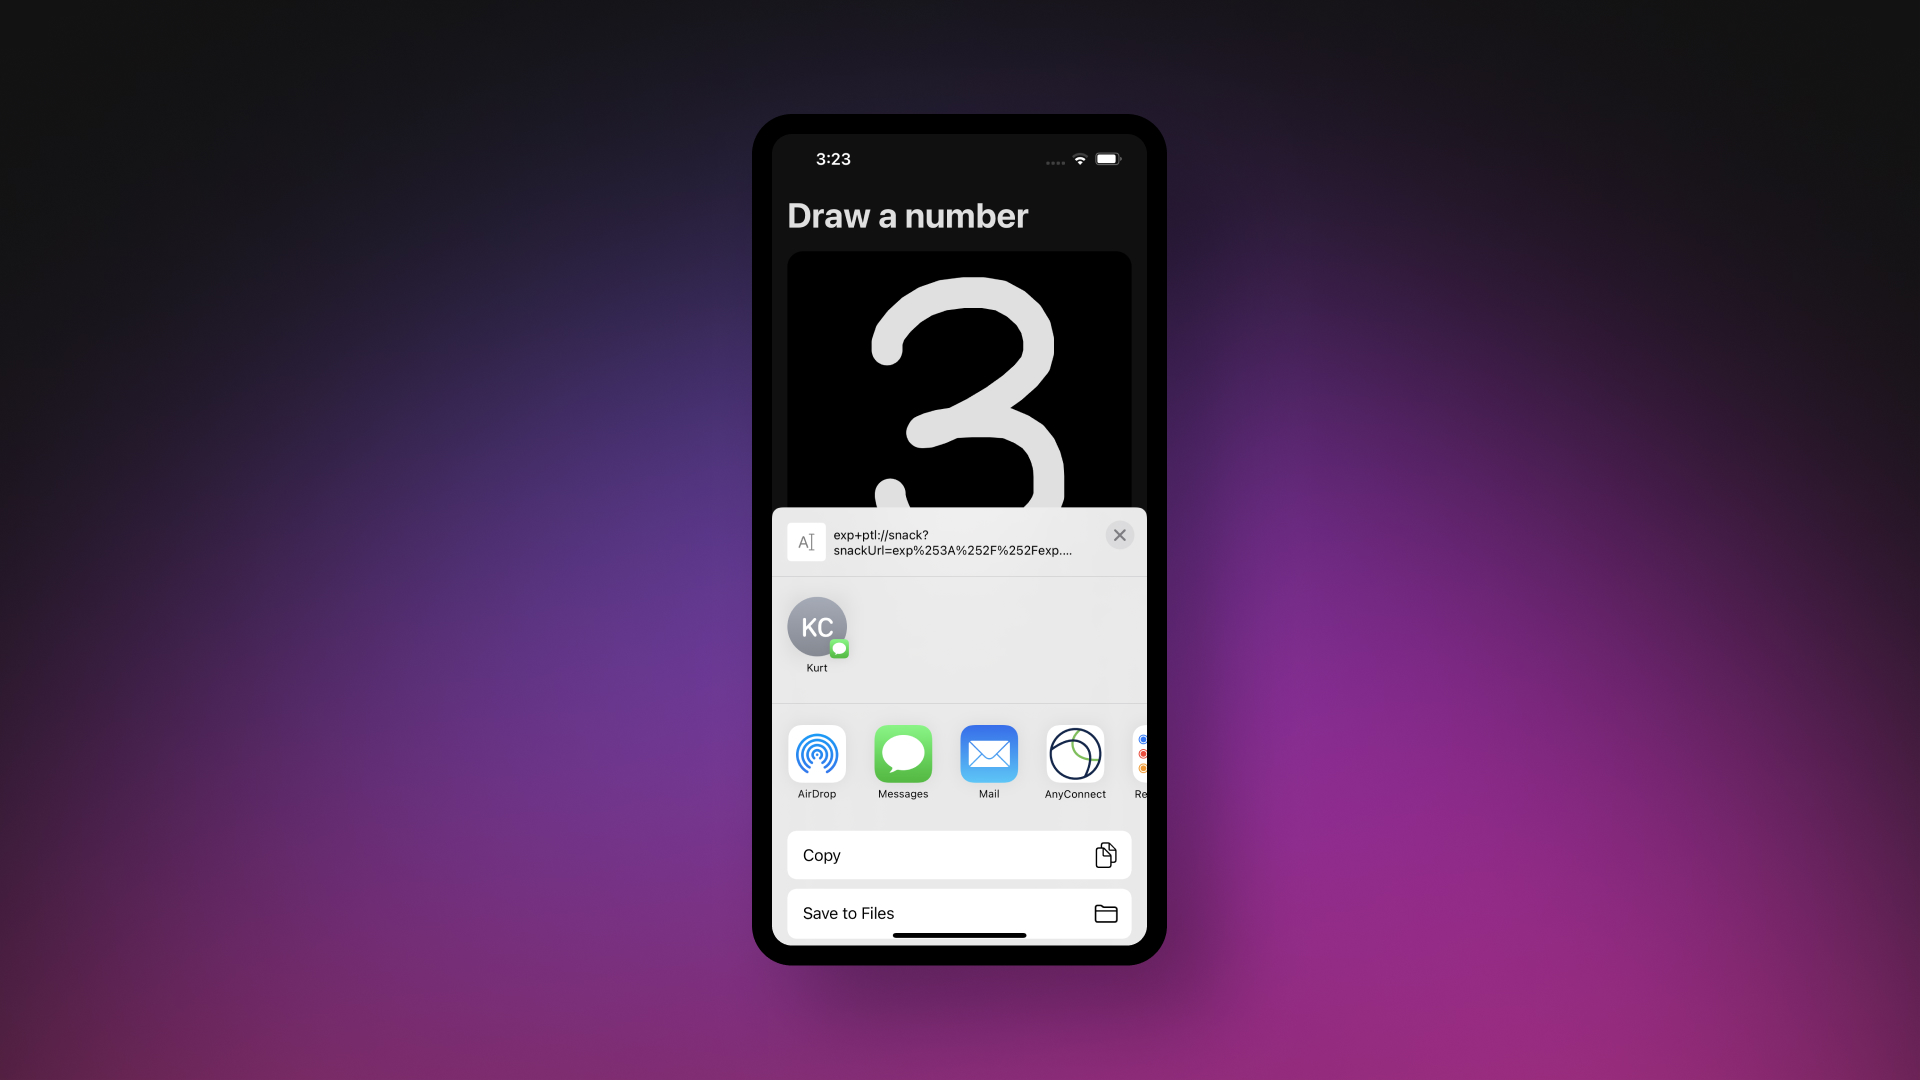 3:23
Draw a number
3
exp+ptl://snack?
snackUrl=exp%253A%252F%252Fexp....
KC
Kurt
AirDrop
Messages
Mail
AnyConnect
Re
Copy
Save to Files